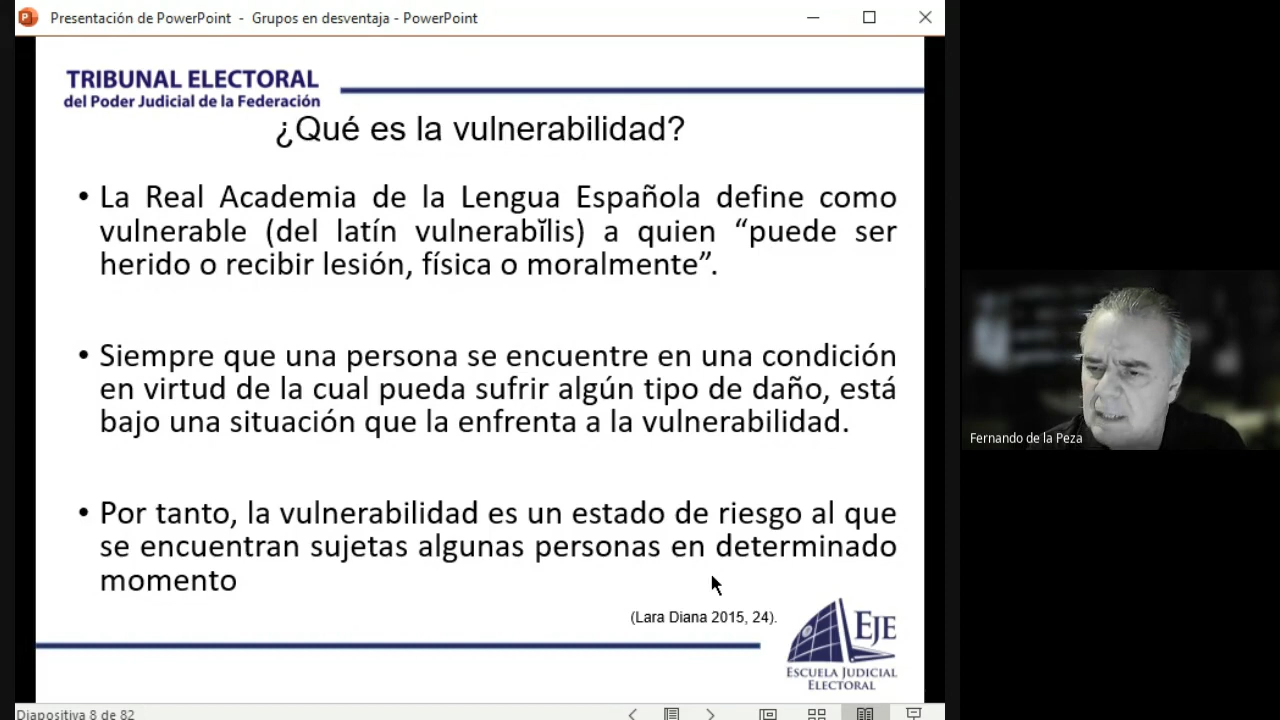 Presentación de PowerPoint - Grupos en desventaja - PowerPoint
TRIBUNAL ELECTORAL
del Poder Judicial de la Federación
¿Qué es la vulnerabilidad?
• La Real Academia de la Lengua Española define como
vulnerable (del latín vulnerabĭlis) a quien “puede ser
herido o recibir lesión, física o moralmente”.
• Siempre que una persona se encuentre en una condición
en virtud de la cual pueda sufrir algún tipo de daño, está
bajo una situación que la enfrenta a la vulnerabilidad.
• Por tanto, la vulnerabilidad es un estado de riesgo al que
se encuentran sujetas algunas personas en determinado
momento
(Lara Diana 2015, 24).
EJE
ESCUELA JUDICIAL
ELECTORAL
Diapositiva 8 de 82
Fernando de la Peza